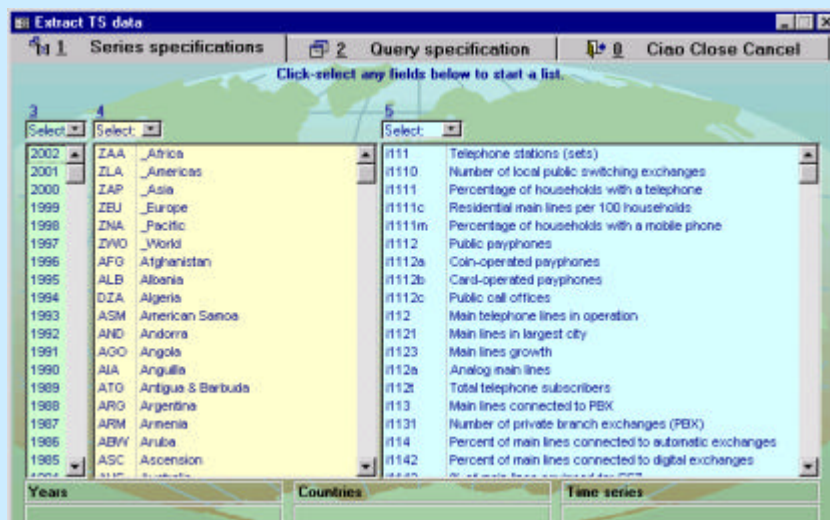 Extract TS data
1 Series specifications 2 Query specification 0 Ciao Close Cancel
Click-select any fields below to start a list.
3 4 5
Select: Select: Select:
2002 ZAA _Africa i111 Telephone stations (sets)
2001 ZLA _Americas i1110 Number of local public switching exchanges
2000 ZAP _Asia i1111 Percentage of households with a telephone
1999 ZEU _Europe i1111c Residential main lines per 100 households
1998 ZNA _Pacific i1111m Percentage of households with a mobile phone
1997 ZWO _World i1112 Public payphones
1996 AFG Afghanistan i1112a Coin-operated payphones
1995 ALB Albania i1112b Card-operated payphones
1994 DZA Algeria i1112c Public call offices
1993 ASM American Samoa i112 Main telephone lines in operation
1992 AND Andorra i1121 Main lines in largest city
1991 AGO Angola i1123 Main lines growth
1990 AIA Anguilla i112a Analog main lines
1989 ATG Antigua & Barbuda i112t Total telephone subscribers
1988 ARG Argentina i113 Main lines connected to PBX
1987 ARM Armenia i1131 Number of private branch exchanges (PBX)
1986 ABW Aruba i114 Percent of main lines connected to automatic exchanges
1985 ASC Ascension i1142 Percent of main lines connected to digital exchanges
Years Countries Time series